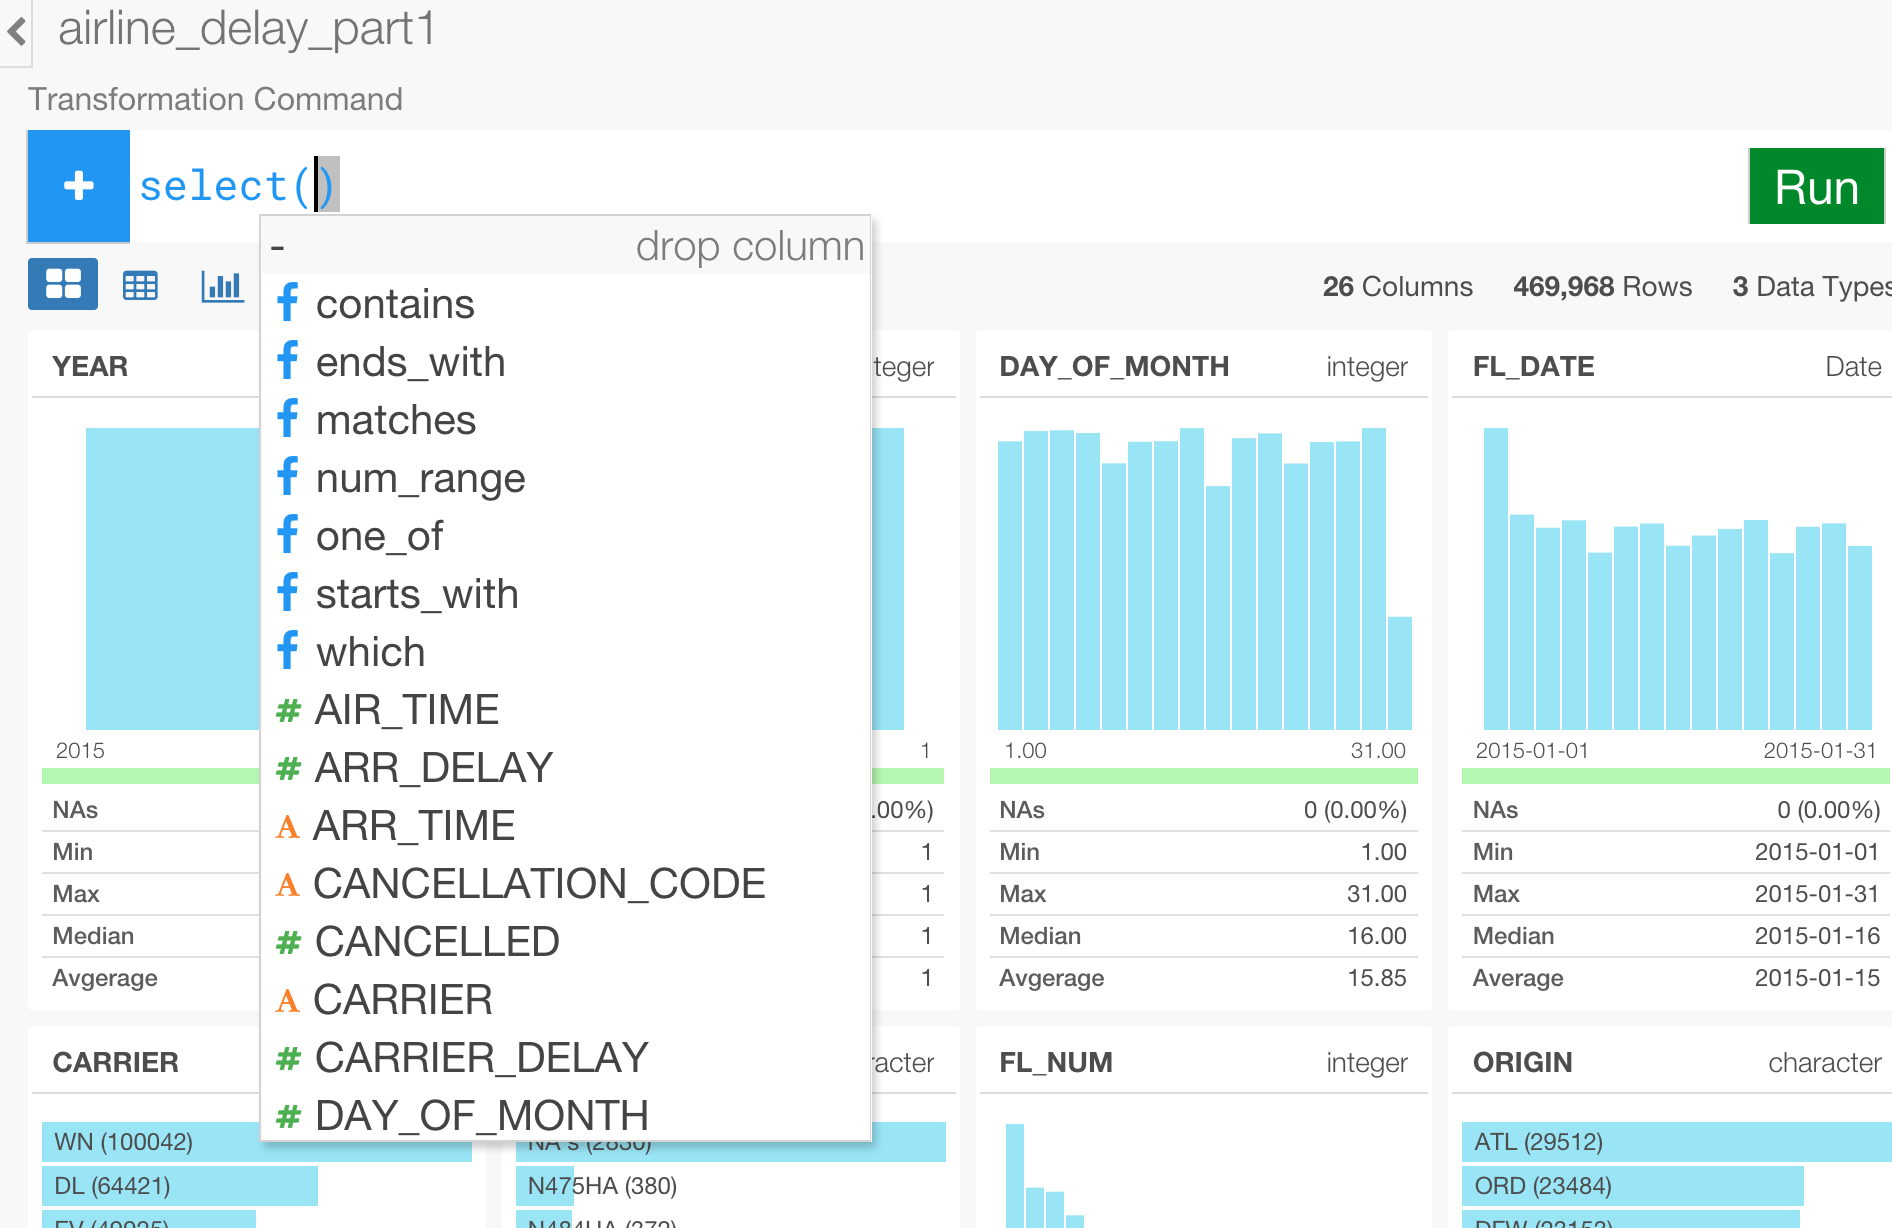 airline_delay_part1
Transformation Command
+ select()
Run
- drop column
f contains
f ends_with
f matches
f num_range
f one_of
f starts_with
f which
# AIR_TIME
# ARR_DELAY
A ARR_TIME
A CANCELLATION_CODE
# CANCELLED
A CARRIER
# CARRIER_DELAY
# DAY_OF_MONTH
26 Columns 469,968 Rows 3 Data Types
YEAR
2015
NAs
Min
Max
Median
Avgerage
teger
1
.00%)
1
1
1
1
DAY_OF_MONTH integer
1.00 31.00
NAs 0 (0.00%)
Min 1.00
Max 31.00
Median 16.00
Avgerage 15.85
FL_DATE Date
2015-01-01 2015-01-31
NAs 0 (0.00%)
Min 2015-01-01
Max 2015-01-31
Median 2015-01-16
Average 2015-01-15
CARRIER
WN (100042)
DL (64421)
racter
N475HA (380)
FL_NUM integer
ORIGIN character
ATL (29512)
ORD (23484)